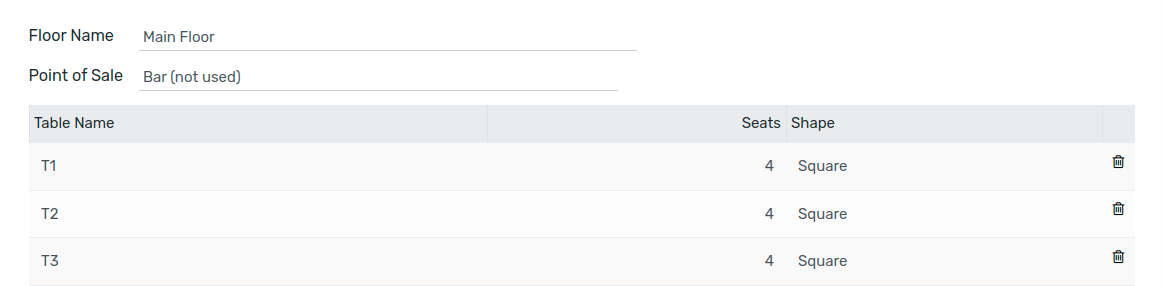 Floor Name Main Floor
Point of Sale Bar (not used)
Table Name Seats Shape
T1 4 Square
T2 4 Square
T3 4 Square